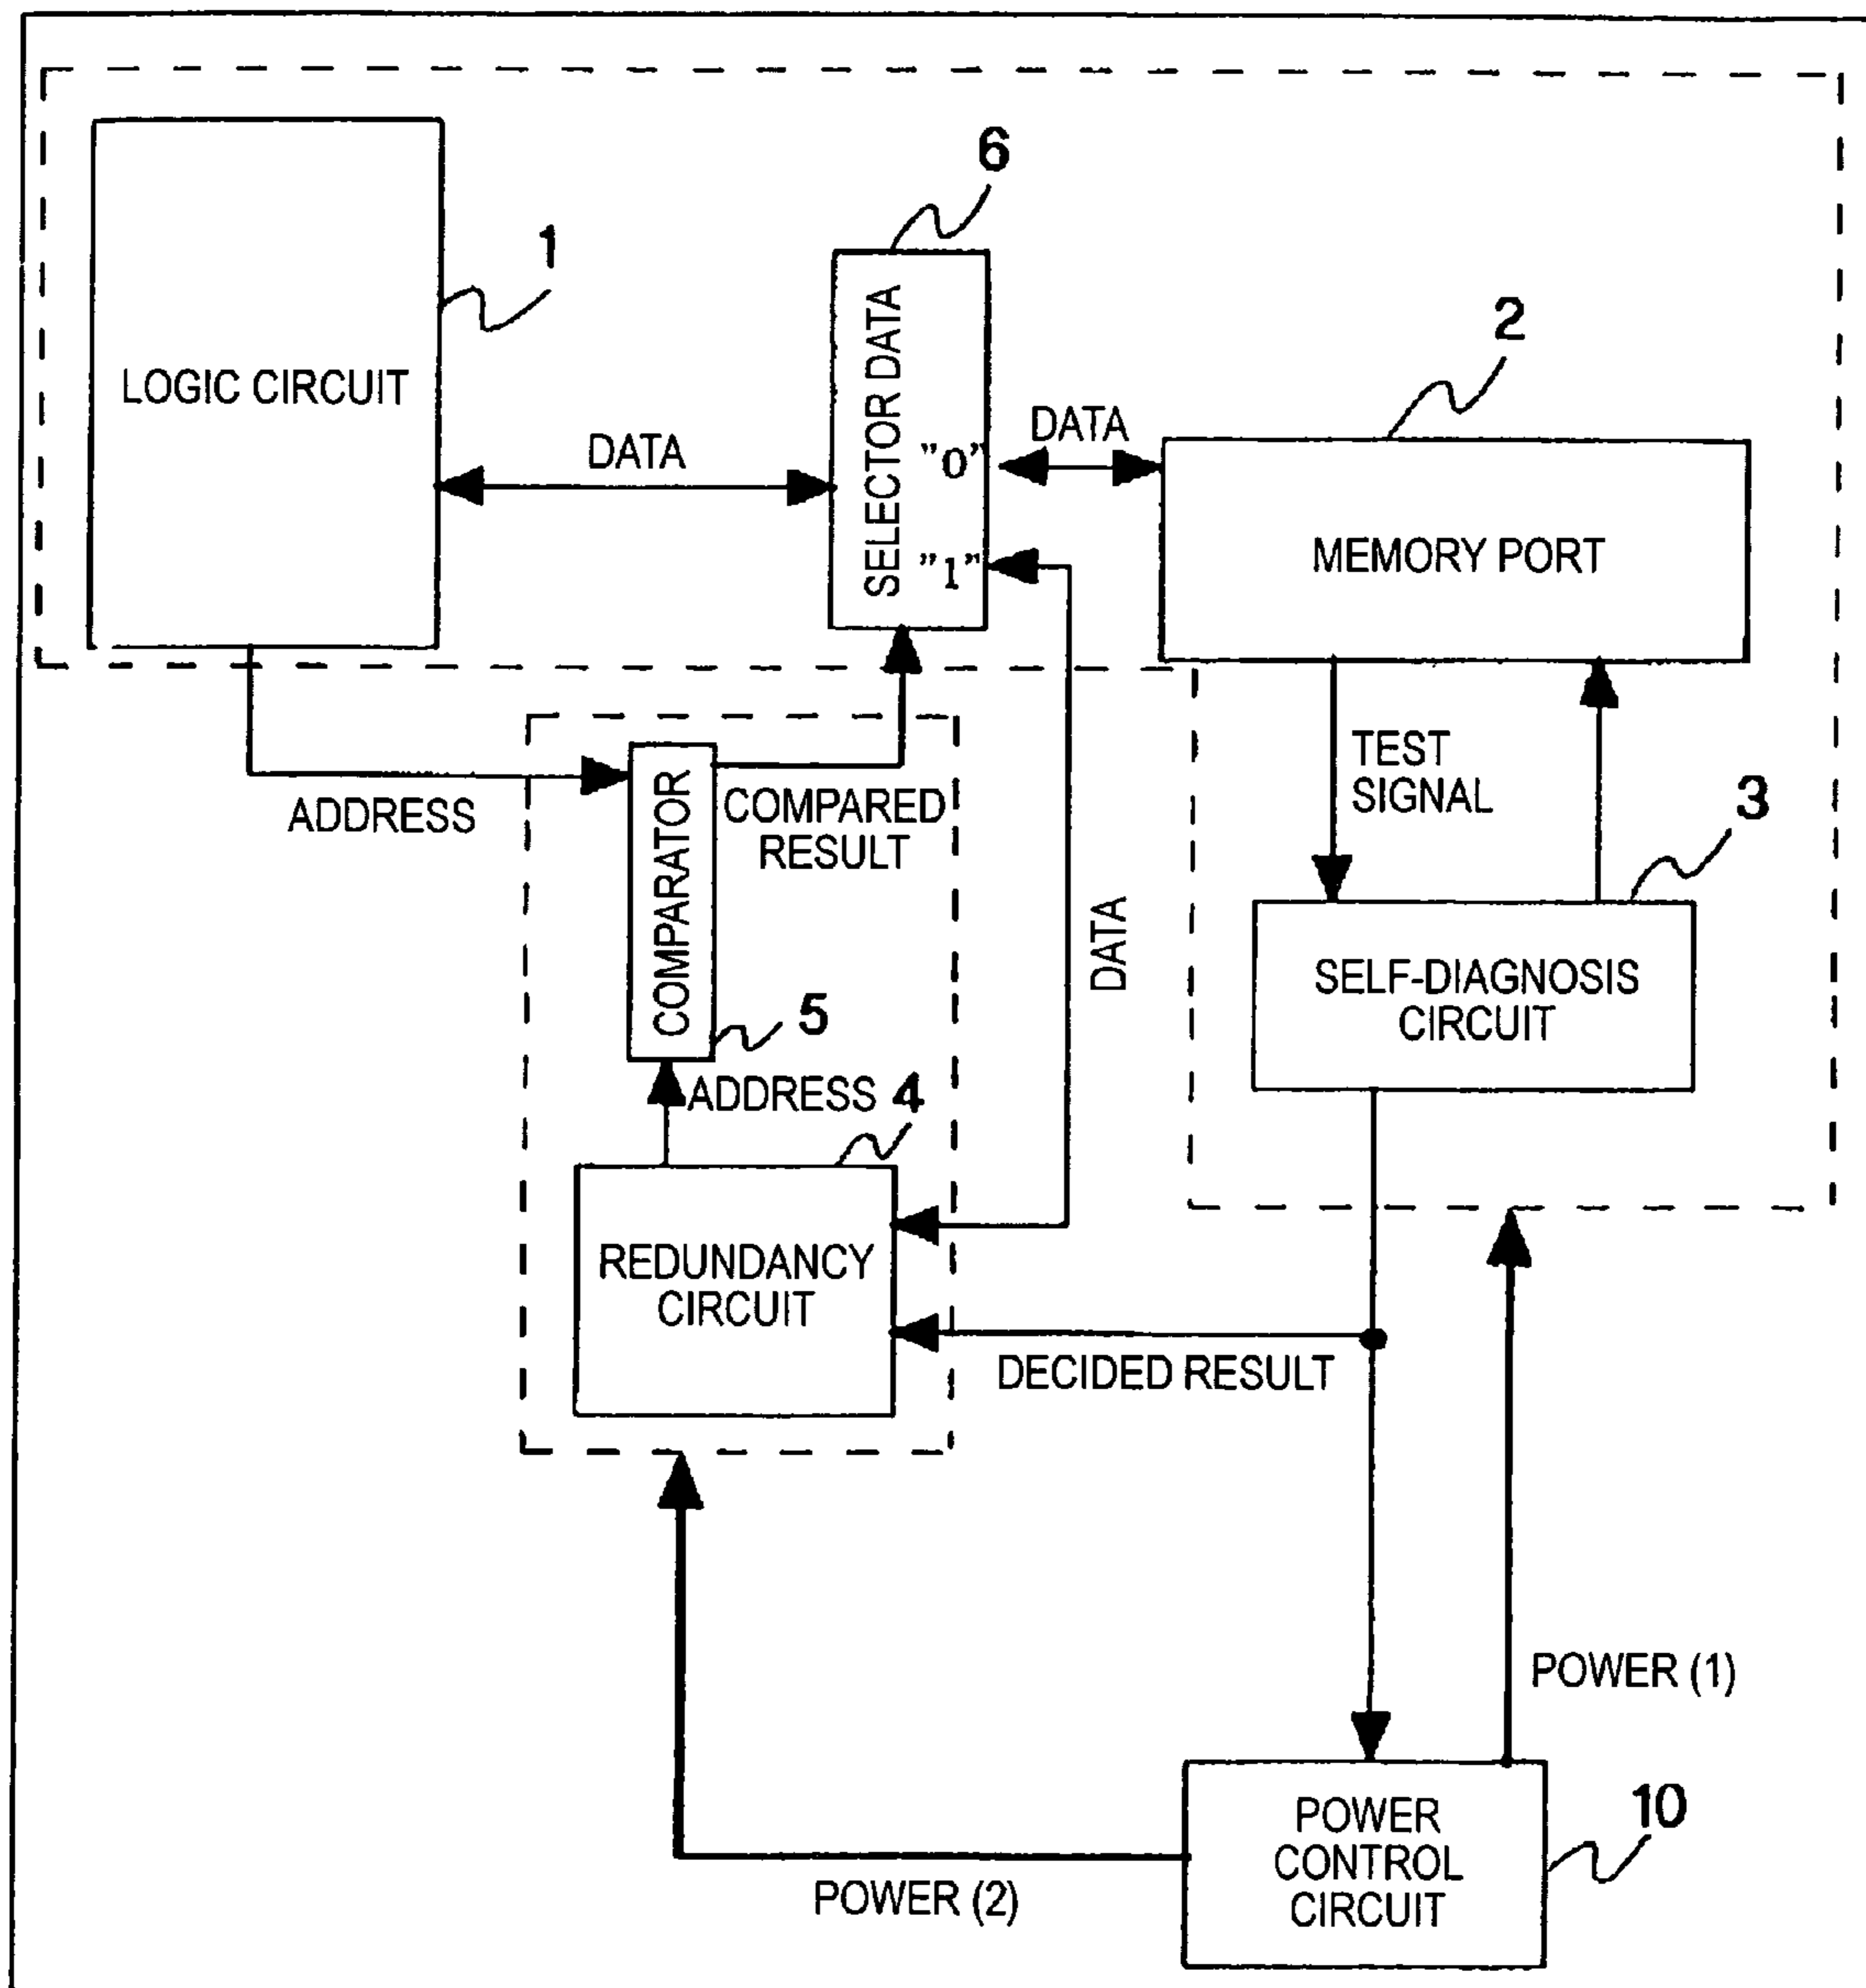 6
1
LOGIC CIRCUIT
DATA
SELECTOR DATA
"0"
"1"
DATA
2
MEMORY PORT
TEST
SIGNAL
3
SELF-DIAGNOSIS
CIRCUIT
ADDRESS
COMPARATOR
COMPARED
RESULT
5
DATA
ADDRESS
4
REDUNDANCY
CIRCUIT
DECIDED RESULT
POWER (1)
POWER (2)
POWER
CONTROL
CIRCUIT
10